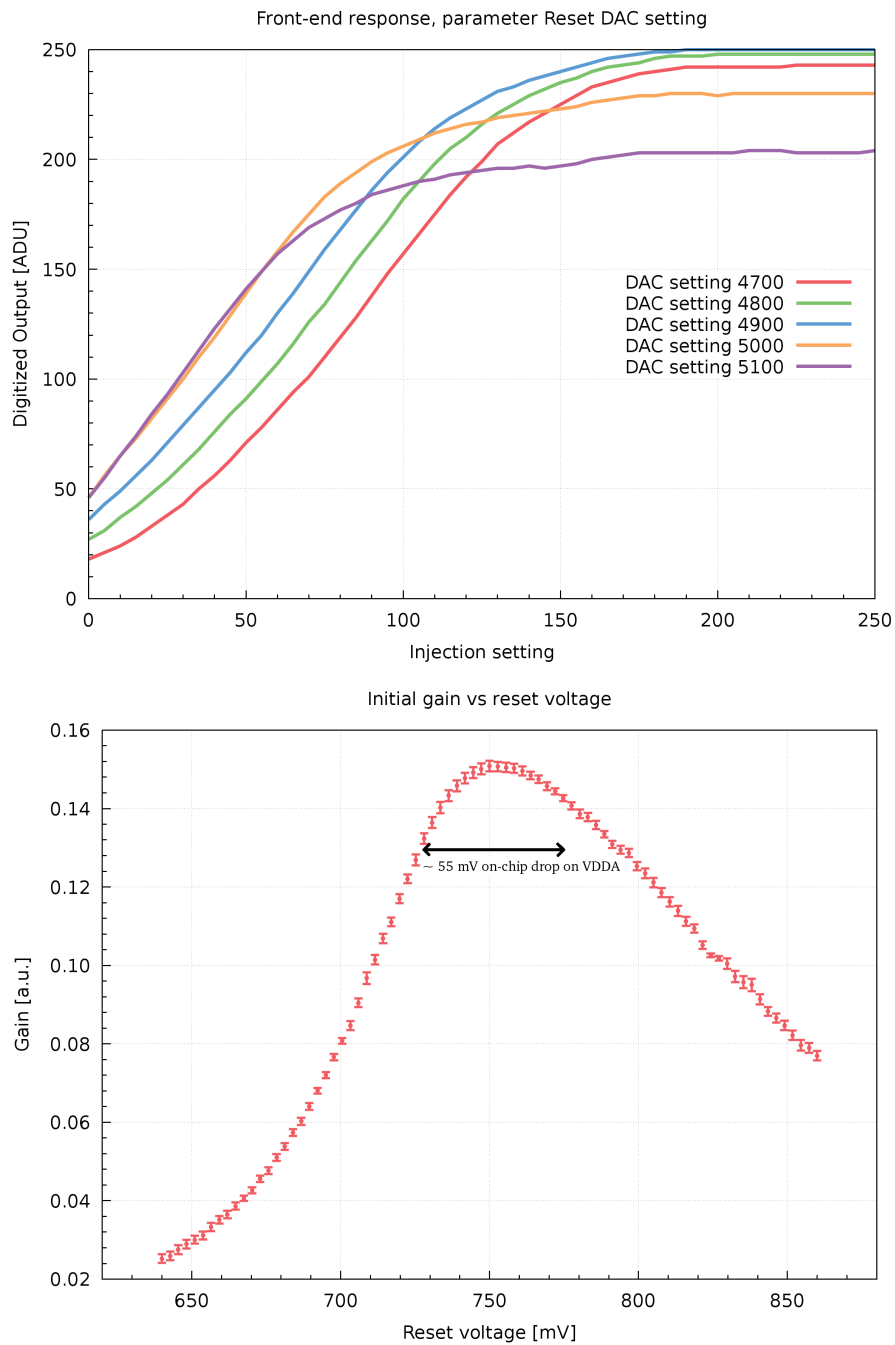 Front-end response, parameter Reset DAC setting
250
200
150
100
50
0
Digitized Output [ADU]
DAC setting 4700
DAC setting 4800
DAC setting 4900
DAC setting 5000
DAC setting 5100
0 50 100 150 200 250
Injection setting
Initial gain vs reset voltage
0.16
0.14
0.12
0.10
0.08
0.06
0.04
0.02
Gain [a.u.]
~ 55 mV on-chip drop on VDDA
650 700 750 800 850
Reset voltage [mV]